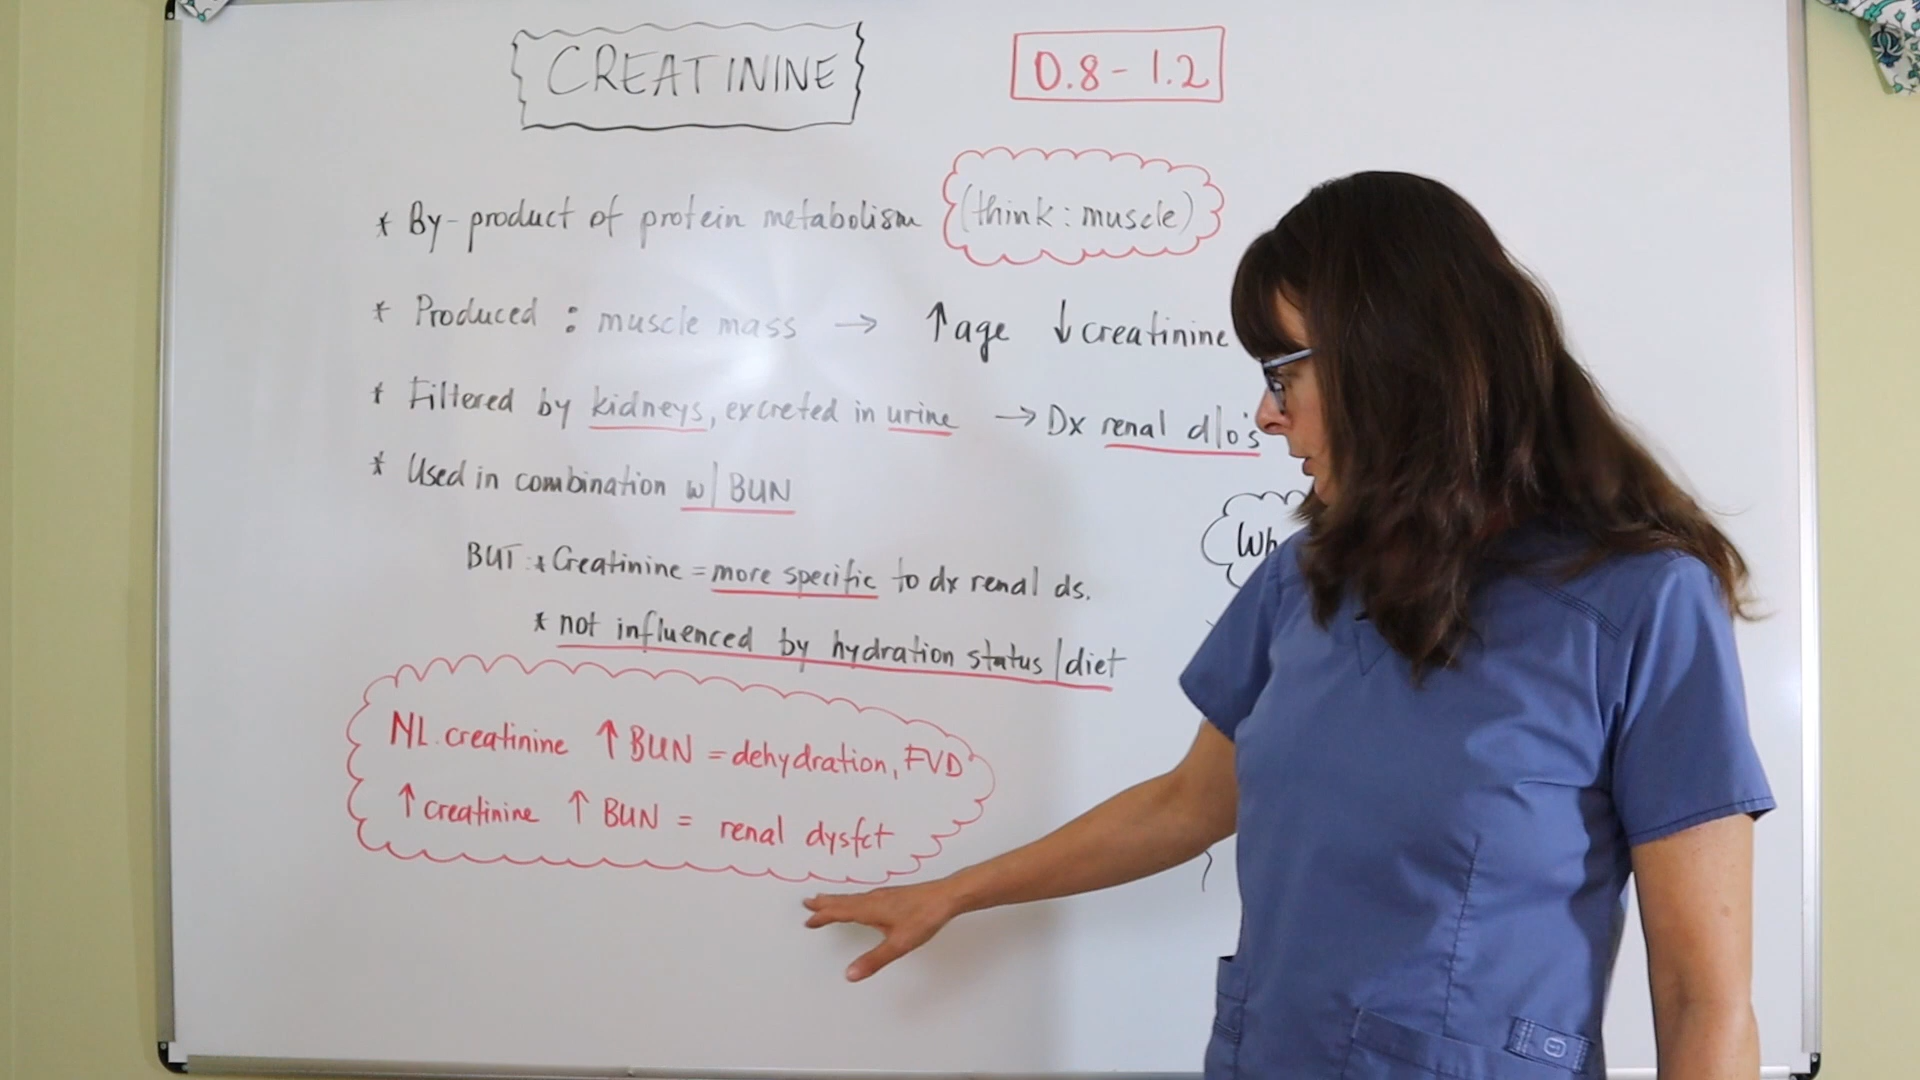 CREATININE
0.8 - 1.2
* By-product of protein metabolism (think: muscle)
* Produced : muscle mass → ↑ age ↓ creatinine
* Filtered by kidneys, excreted in urine → Dx renal d/o's
* Used in combination w/ BUN
BUT: * Creatinine = more specific to dx renal ds.
* not influenced by hydration status/diet
NL. creatinine ↑ BUN = dehydration, FVD
↑ creatinine ↑ BUN = renal dysfct